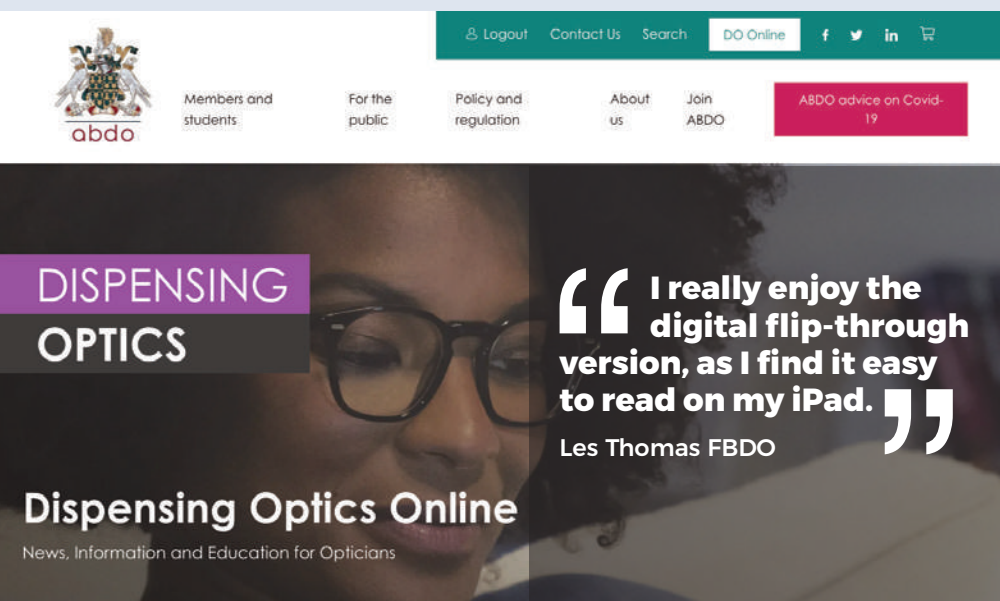 Logout Contact Us Search DO Online
abdo
Members and
students
For the
public
Policy and
regulation
About
us
Join
ABDO
ABDO advice on Covid-
19
DISPENSING
OPTICS
I really enjoy the
digital flip-through
version, as I find it easy
to read on my iPad.
Les Thomas FBDO
Dispensing Optics Online
News, Information and Education for Opticians